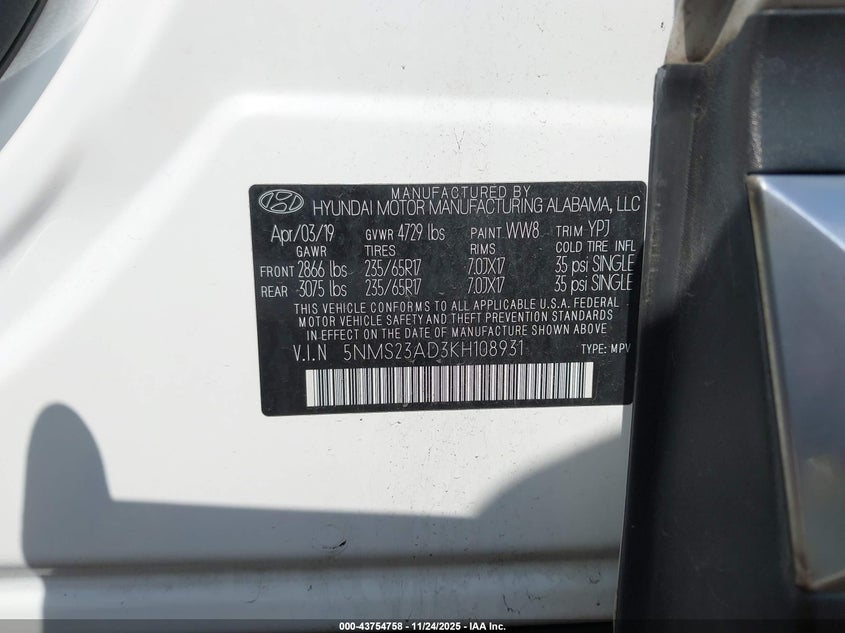 MANUFACTURED BY
HYUNDAI MOTOR MANUFACTURING ALABAMA, LLC
Apr/03/19 GVWR 4729 lbs PAINT WW8 TRIM YPJ
GAWR TIRES RIMS COLD TIRE INFL
FRONT 2866 lbs 235/65R17 7.0JX17 35 psi SINGLE
REAR 3075 lbs 235/65R17 7.0JX17 35 psi SINGLE
THIS VEHICLE CONFORMS TO ALL APPLICABLE U.S.A. FEDERAL
MOTOR VEHICLE SAFETY AND THEFT PREVENTION STANDARDS
IN EFFECT ON THE DATE OF MANUFACTURE SHOWN ABOVE
V.I.N 5NMS23AD3KH108931 TYPE: MPV
000-43754758 - 11/24/2025 - IAA Inc.